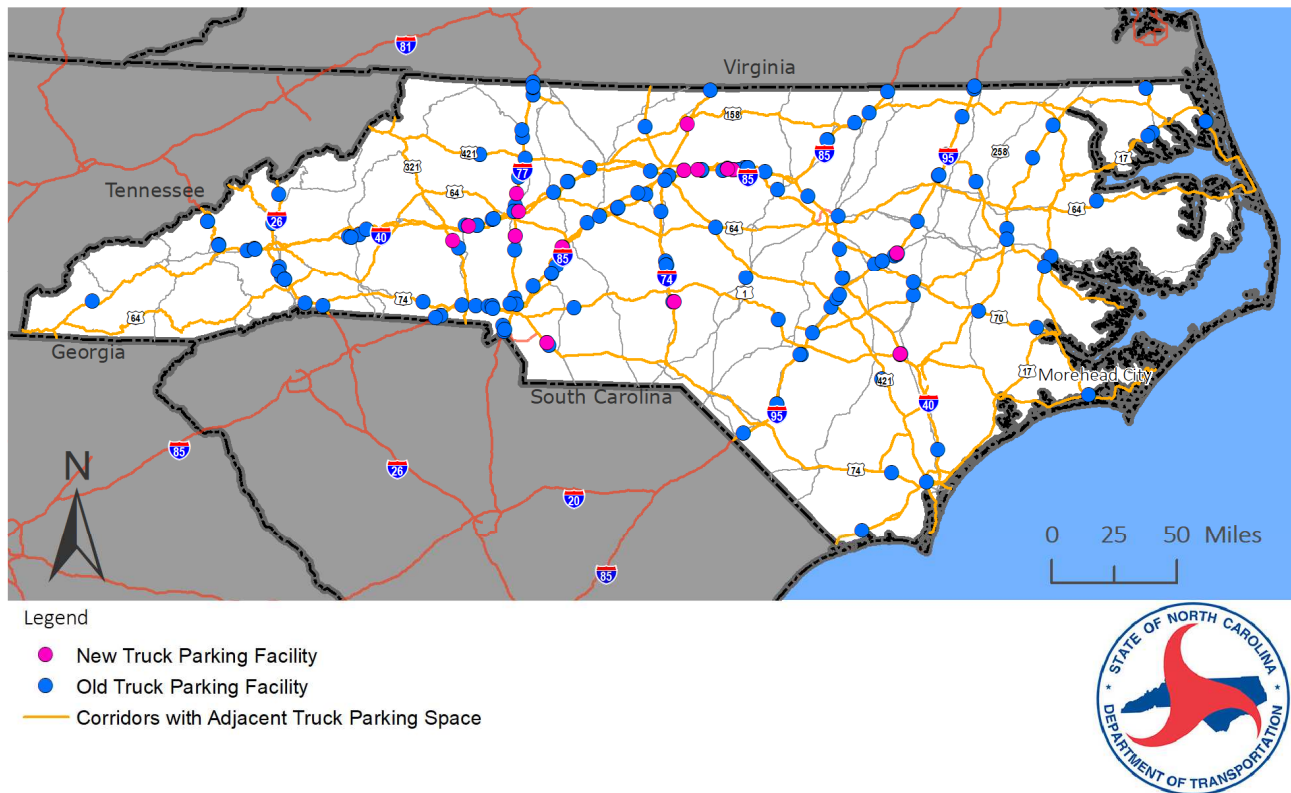 81
Virginia
158
85
95
258
17
421
77
321
85
Tennessee
64
64
26
40
64
85
74
74
1
70
64
Georgia
17
Morehead City
421
South Carolina
40
95
85
N
26
74
20
0 25 50 Miles
85
Legend
New Truck Parking Facility
Old Truck Parking Facility
Corridors with Adjacent Truck Parking Space
STATE OF NORTH CAROLINA
DEPARTMENT OF TRANSPORTATION